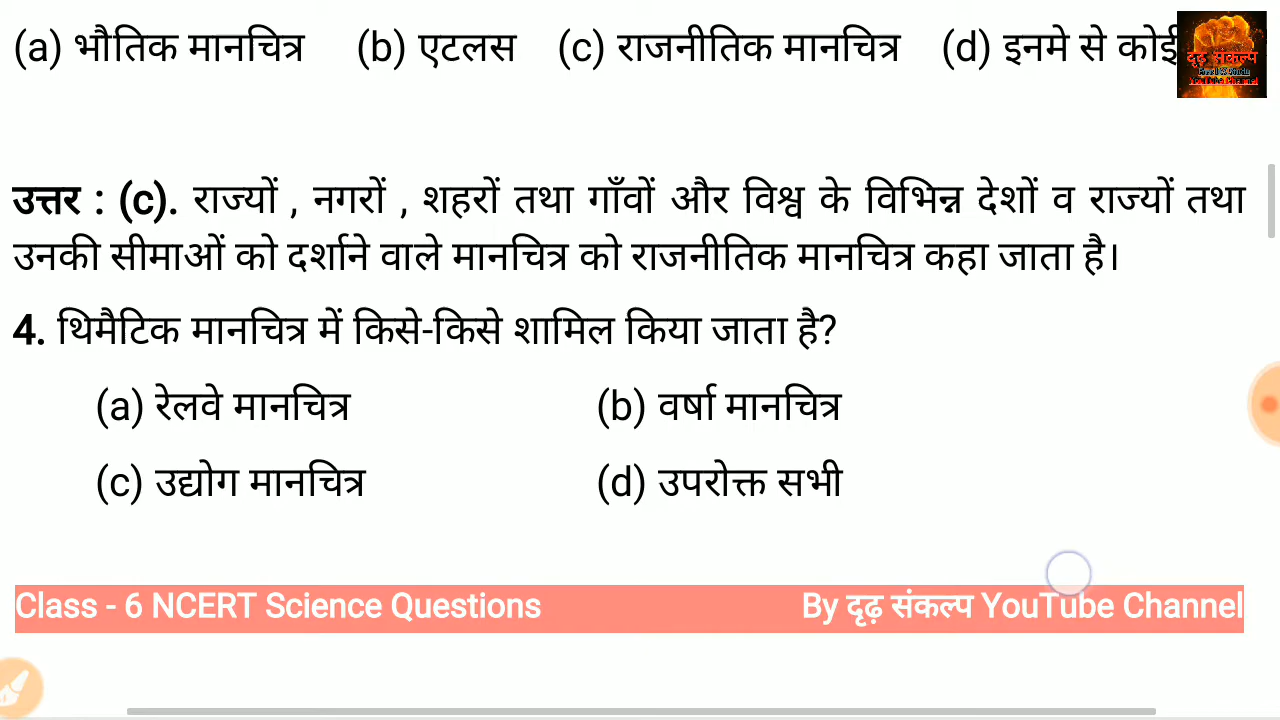 (a) भौतिक मानचित्र (b) एटलस (c) राजनीतिक मानचित्र (d) इनमे से कोई
दृढ़ संकल्प
उत्तर : (c). राज्यों , नगरों , शहरों तथा गाँवों और विश्व के विभिन्न देशों व राज्यों तथा
उनकी सीमाओं को दर्शाने वाले मानचित्र को राजनीतिक मानचित्र कहा जाता है।
4. थिमैटिक मानचित्र में किसे-किसे शामिल किया जाता है?
(a) रेलवे मानचित्र (b) वर्षा मानचित्र
(c) उद्योग मानचित्र (d) उपरोक्त सभी
Class - 6 NCERT Science Questions By दृढ़ संकल्प YouTube Channel